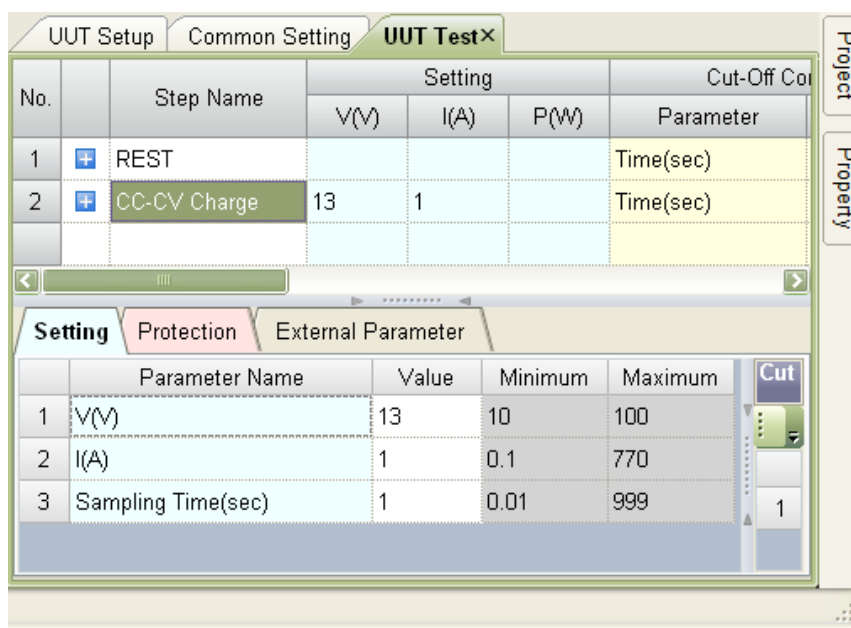 UUT Setup Common Setting UUT Test×
No. Step Name Setting Cut-Off Con
V(V) I(A) P(W) Parameter
1 REST Time(sec)
2 CC-CV Charge 13 1 Time(sec)
Setting Protection External Parameter
Parameter Name Value Minimum Maximum Cut
1 V(V) 13 10 100
2 I(A) 1 0.1 770
3 Sampling Time(sec) 1 0.01 999 1
Project
Property